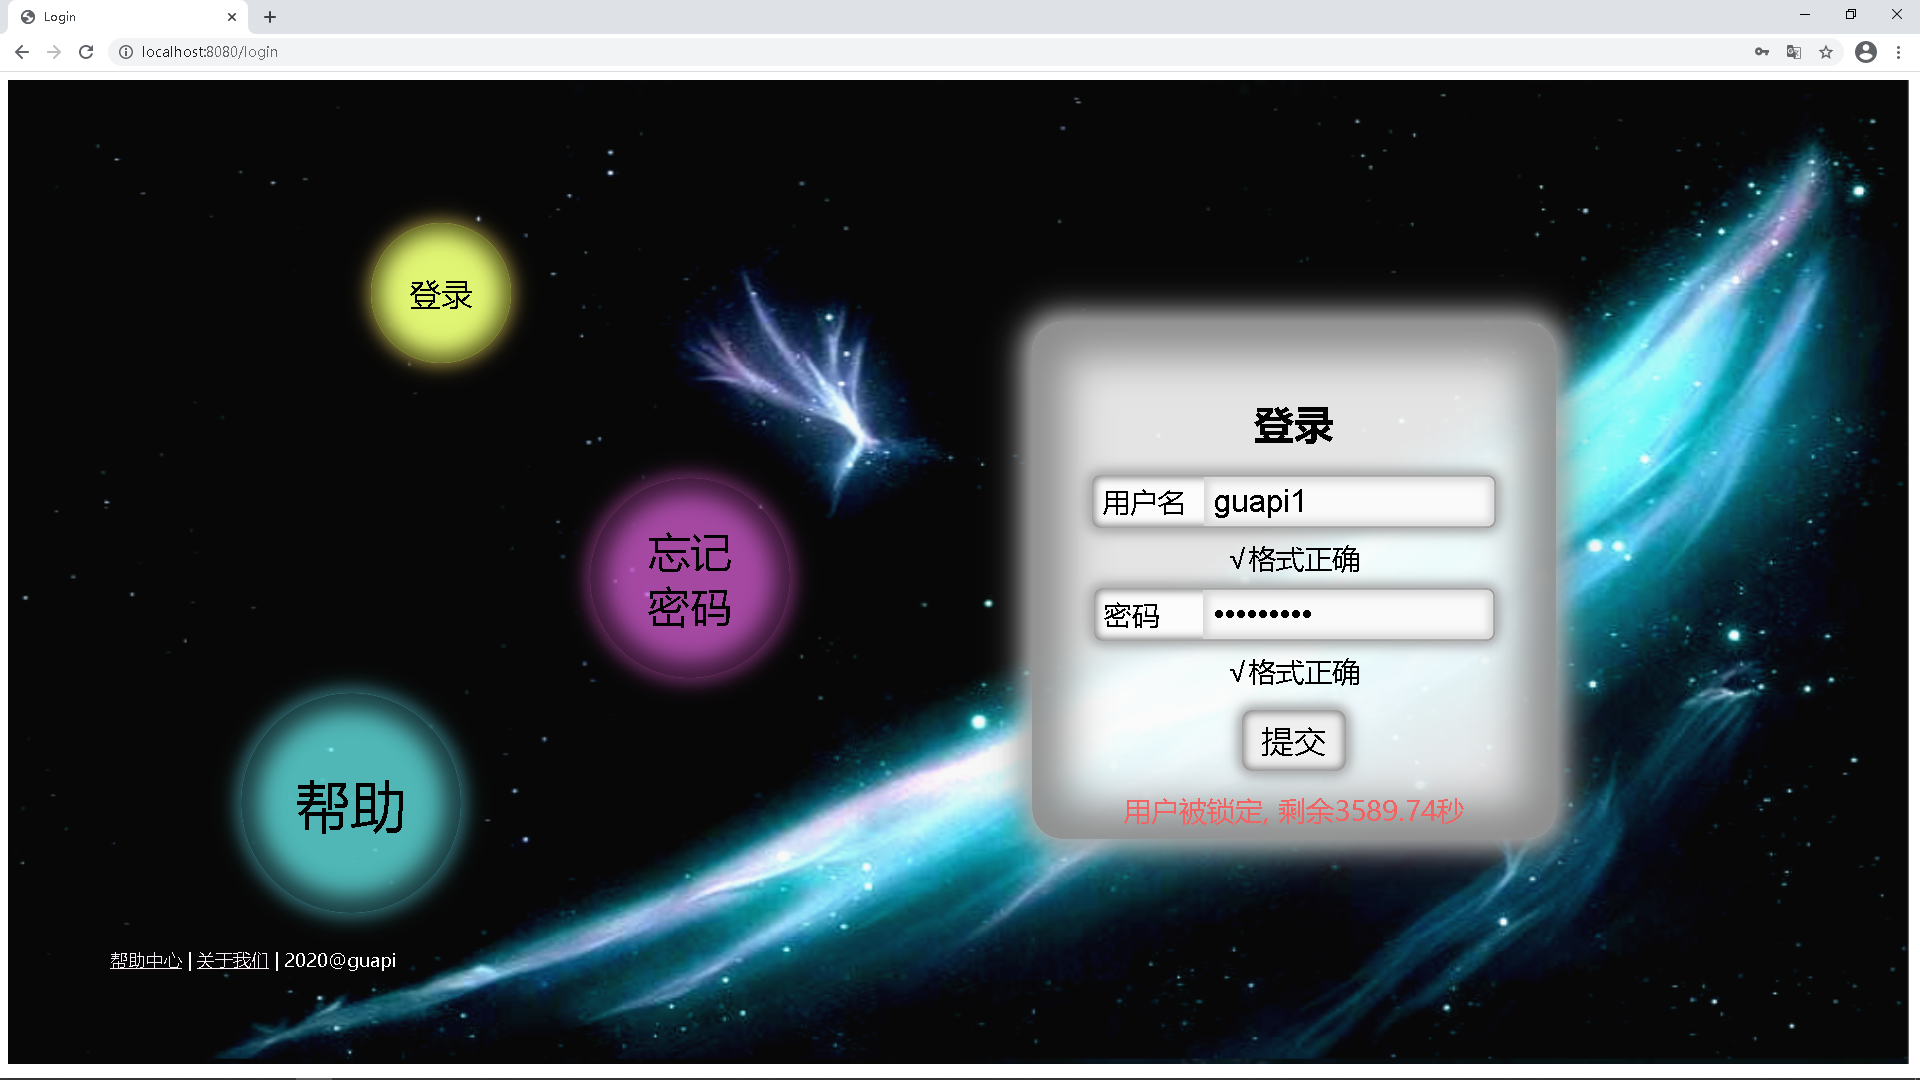 Login
localhost:8080/login
登录
忘记
密码
帮助
登录
用户名 guapi1
√格式正确
密码 •••••••••
√格式正确
提交
用户被锁定, 剩余3589.74秒
帮助中心 | 关于我们 | 2020@guapi